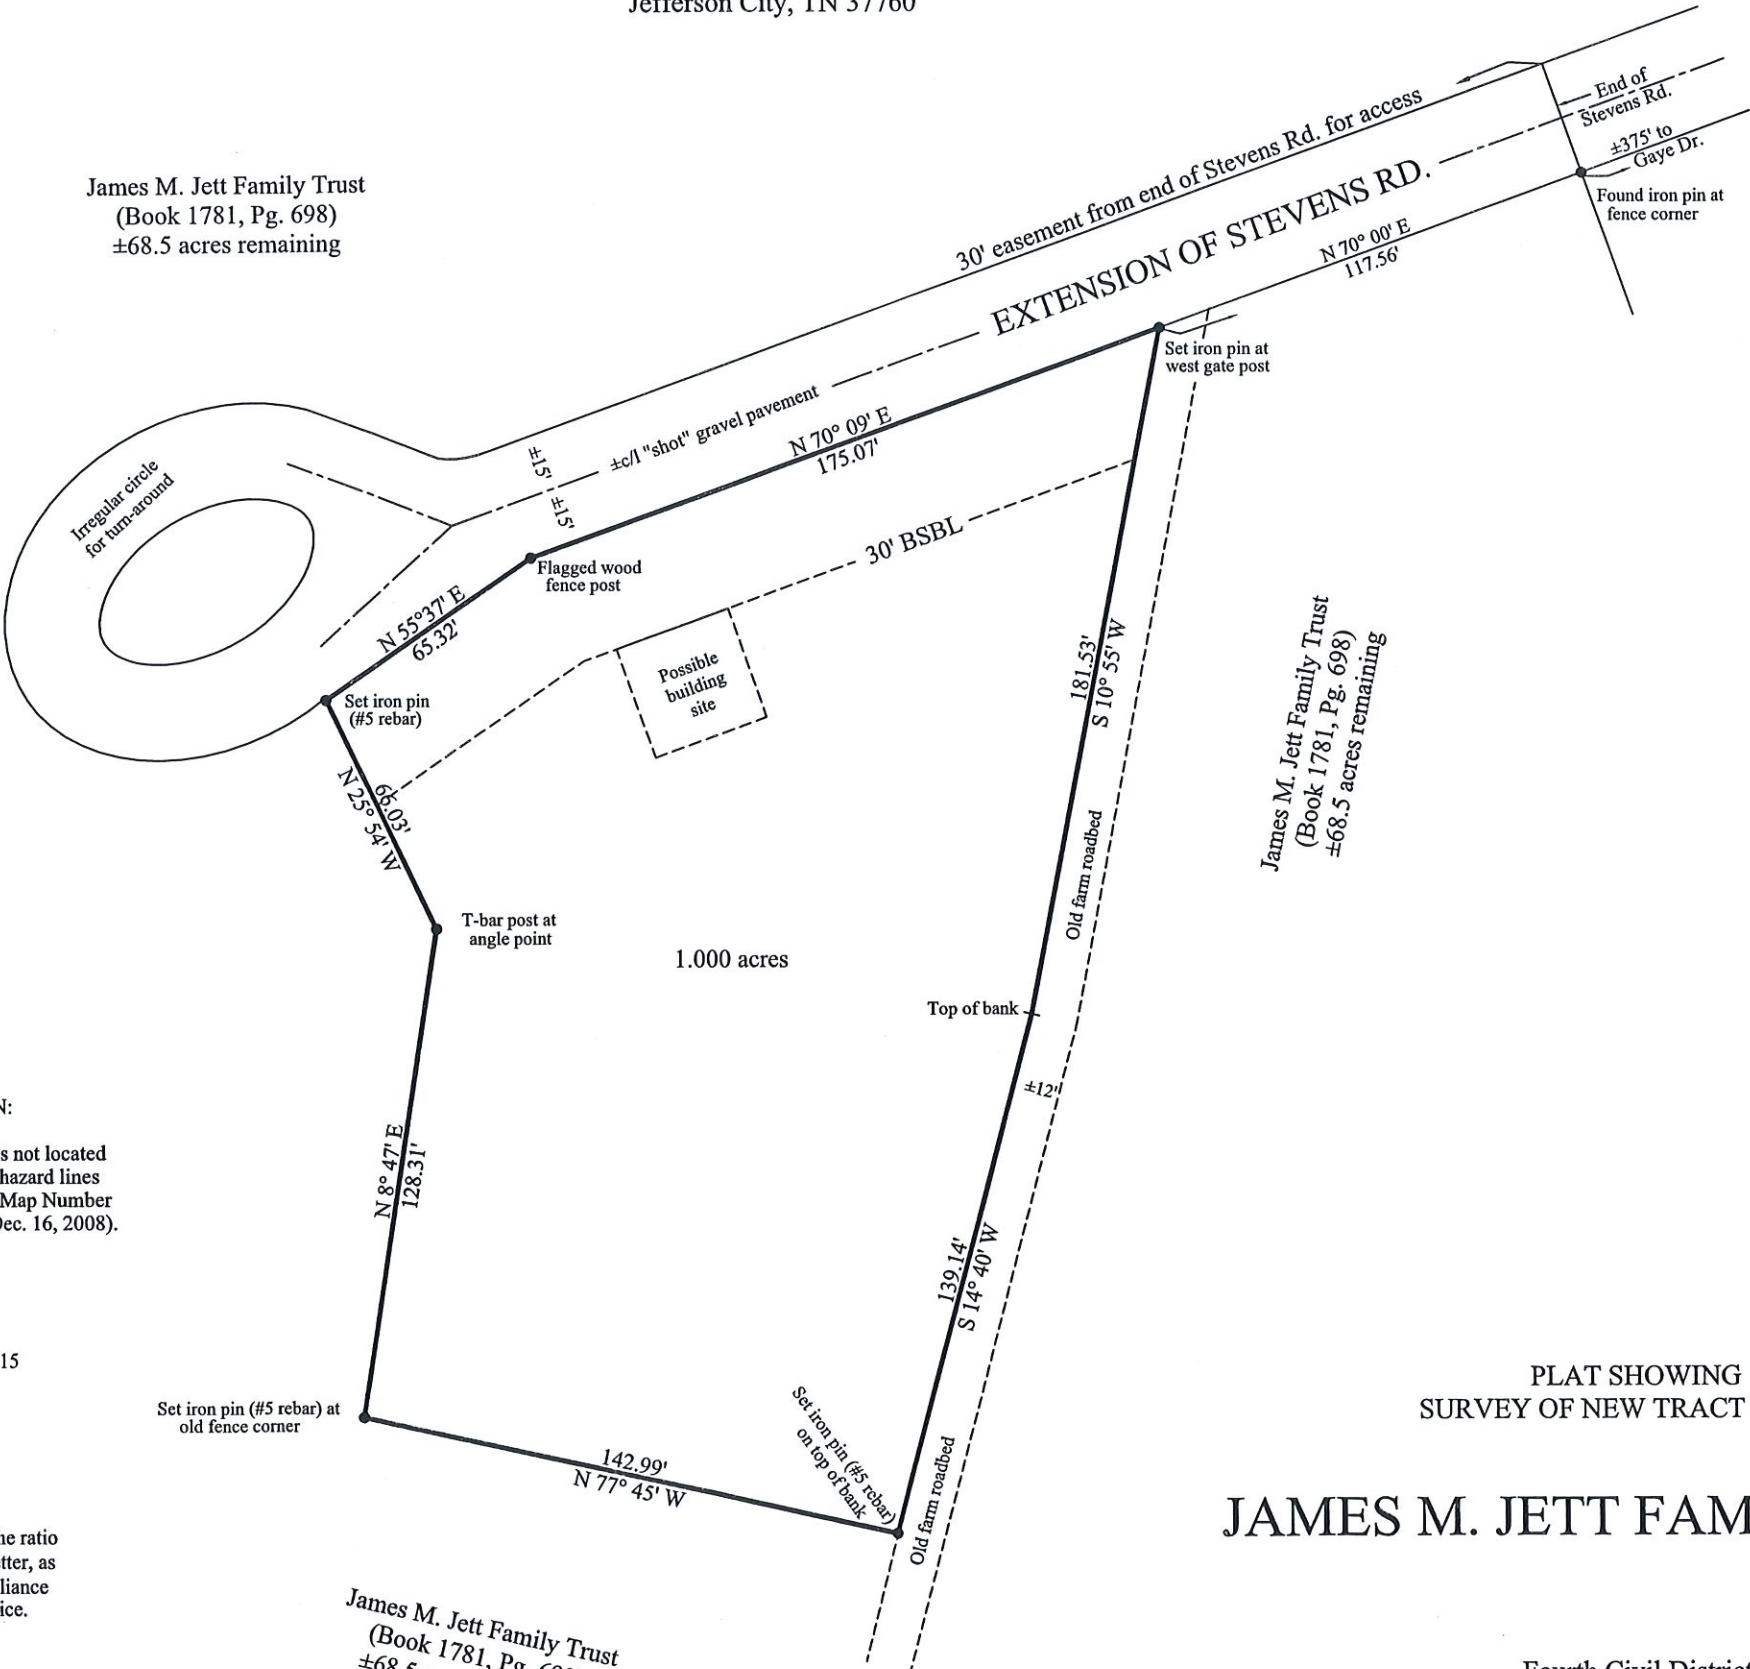 Jefferson City, TN 37760
End of
Stevens Rd.
±375' to
Gaye Dr.
30' easement from end of Stevens Rd. for access
EXTENSION OF STEVENS RD.
N 70° 00' E
117.56'
Found iron pin at
fence corner
James M. Jett Family Trust
(Book 1781, Pg. 698)
±68.5 acres remaining
Set iron pin at
west gate post
±c/l "shot" gravel pavement
N 70° 09' E
175.07'
±15'
±15'
Irregular circle
for turn-around
30' BSBL
Flagged wood
fence post
N 55°37' E
65.32'
Possible
building
site
Set iron pin
(#5 rebar)
181.53'
S 10° 55' W
James M. Jett Family Trust
(Book 1781, Pg. 698)
±68.5 acres remaining
66.03'
N 25° 54' W
Old farm roadbed
T-bar post at
angle point
1.000 acres
Top of bank
±12'
N:
s not located
hazard lines
Map Number
Dec. 16, 2008).
N 8° 47' E
128.31'
139.14'
S 14° 40' W
15
PLAT SHOWING
SURVEY OF NEW TRACT
Set iron pin (#5 rebar) at
old fence corner
Set iron pin (#5 rebar)
on top of bank
142.99'
N 77° 45' W
Old farm roadbed
JAMES M. JETT FAM
ne ratio
tter, as
liance
ice.
James M. Jett Family Trust
(Book 1781, Pg.
±68.5
Fourth Civil District